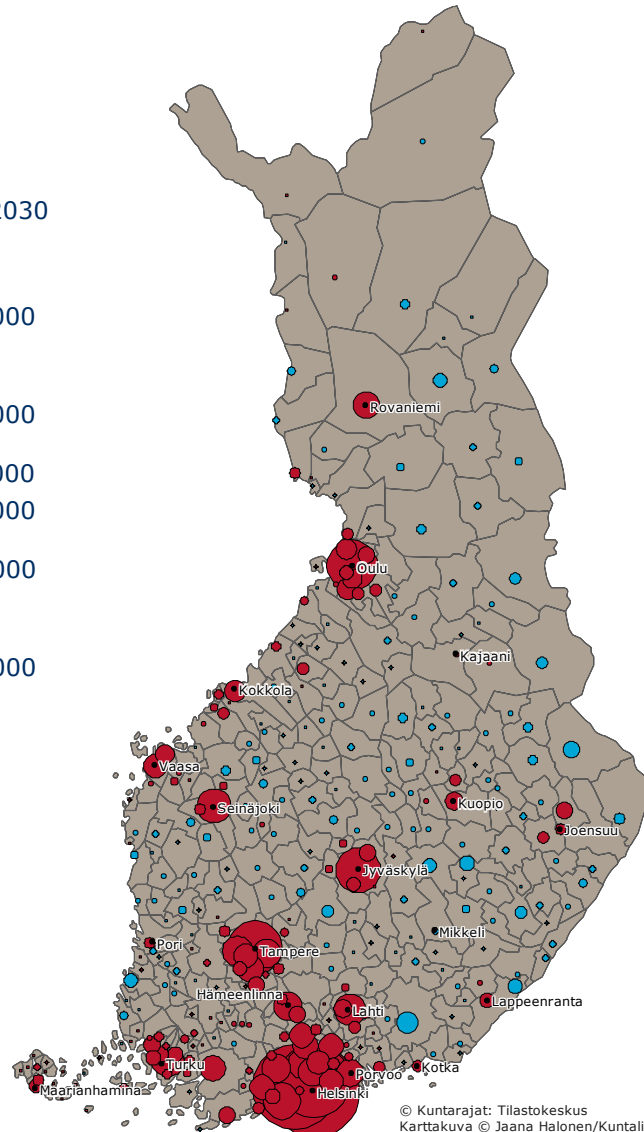 2030
000
Rovaniemi
000
000
000
000
Oulu
Kajaani
000
Kokkola
Vaasa
Kuopio
Seinäjoki
Joensuu
Jyväskylä
Mikkeli
Pori
Tampere
Hämeenlinna
Lappeenranta
Lahti
Turku
Kotka
Porvoo
Maarianhamina
Helsinki
© Kuntarajat: Tilastokeskus
Karttakuva © Jaana Halonen/Kuntali